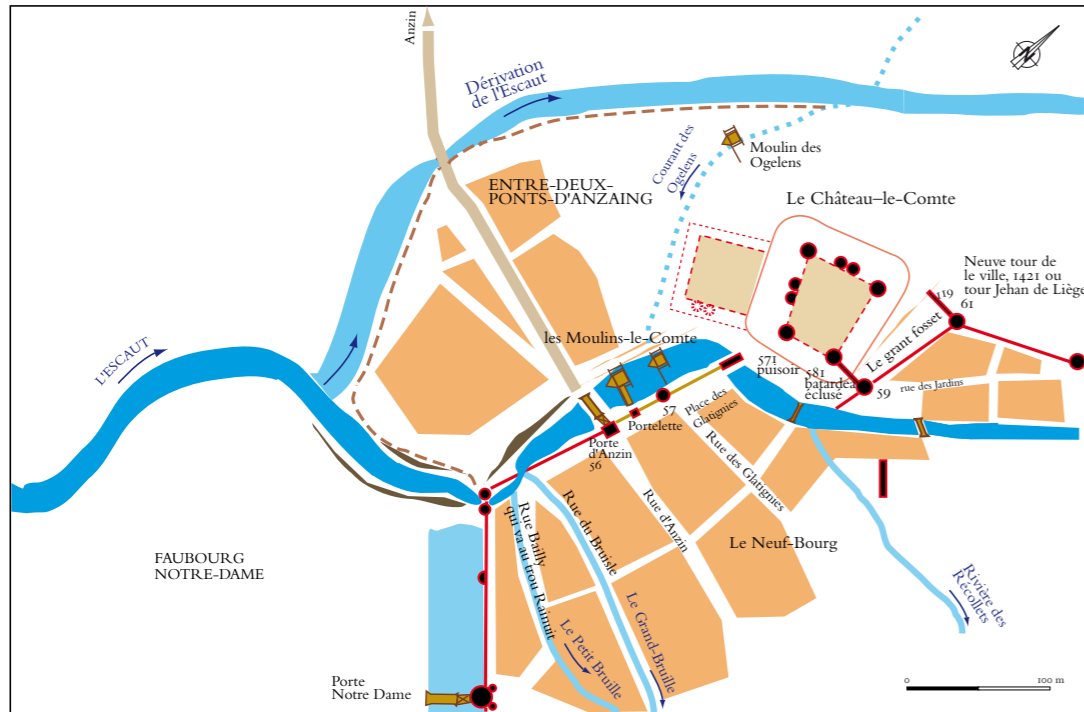 Anzin
Dérivation
de l'Escaut
L'ESCAUT
ENTRE-DEUX-
PONTS-D'ANZAING
Courant des
Ogelens
Moulin des
Ogelens
Le Château-le-Comte
Neuve tour de
le ville, 1421 ou
tour Jehan de Liège
119
61
Le grant fosset
les Moulins-le-Comte
571
puisoir
581
batardea
écluse
59
rue des Jardins
57
Place des
Glatignies
Portelette
Porte
d'Anzin
56
Rue des Glatignies
Rue d'Anzin
Rue du Bruisle
Rue Bailly
qui va au trou Rainuit
Le Neuf-Bourg
FAUBOURG
NOTRE-DAME
Le Petit Bruille
Le Grand-Bruille
Rivière des
Récollets
Porte
Notre Dame
0
100 m